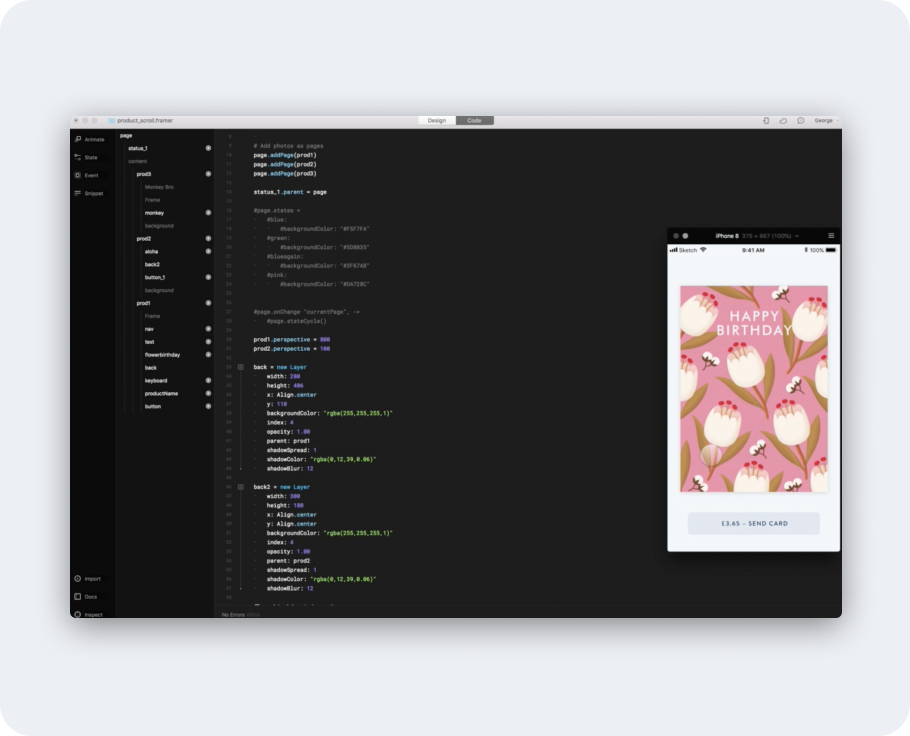 product_scroll.framer
Design
Code
George
Animate
State
Event
Snippet
page
status_1
content
prod3
Monkey Bro
Frame
monkey
background
prod2
aloha
back2
button_1
background
prod1
Frame
nav
text
flowerbirthday
back
keyboard
productName
button
Import
Docs
Inspect
# Add photos as pages
page.addPage(prod1)
page.addPage(prod2)
page.addPage(prod3)
status_1.parent = page
#page.states =
#blue:
#backgroundColor: "#F5F7FA"
#green:
#backgroundColor:
#blueagain:
#backgroundColor:
#pink:
#backgroundColor:
#page.onChange "currentPage", ->
#page.stateCycle()
prod1.perspective = 800
prod2.perspective = 100
back = new Layer
width: 280
height: 406
x: Align.center
y: 110
backgroundColor: "rgba(255,255,255,1)"
index: 4
opacity: 1.00
parent: prod1
shadowSpread: 1
shadowColor: "rgba(0,12,39,0.06)"
shadowBlur: 12
back2 = new Layer
width: 300
height: 180
x: Align.center
y: Align.center
backgroundColor: "rgba(255,255,255,1)"
index: 4
opacity: 1.00
parent: prod2
shadowSpread: 1
shadowColor: "rgba(0,12,39,0.06)"
shadowBlur: 12
No Errors
iPhone 8 375 × 667 (100%)
Sketch
9:41 AM
100%
HAPPY
BIRTHDAY
£3.65 - SEND CARD